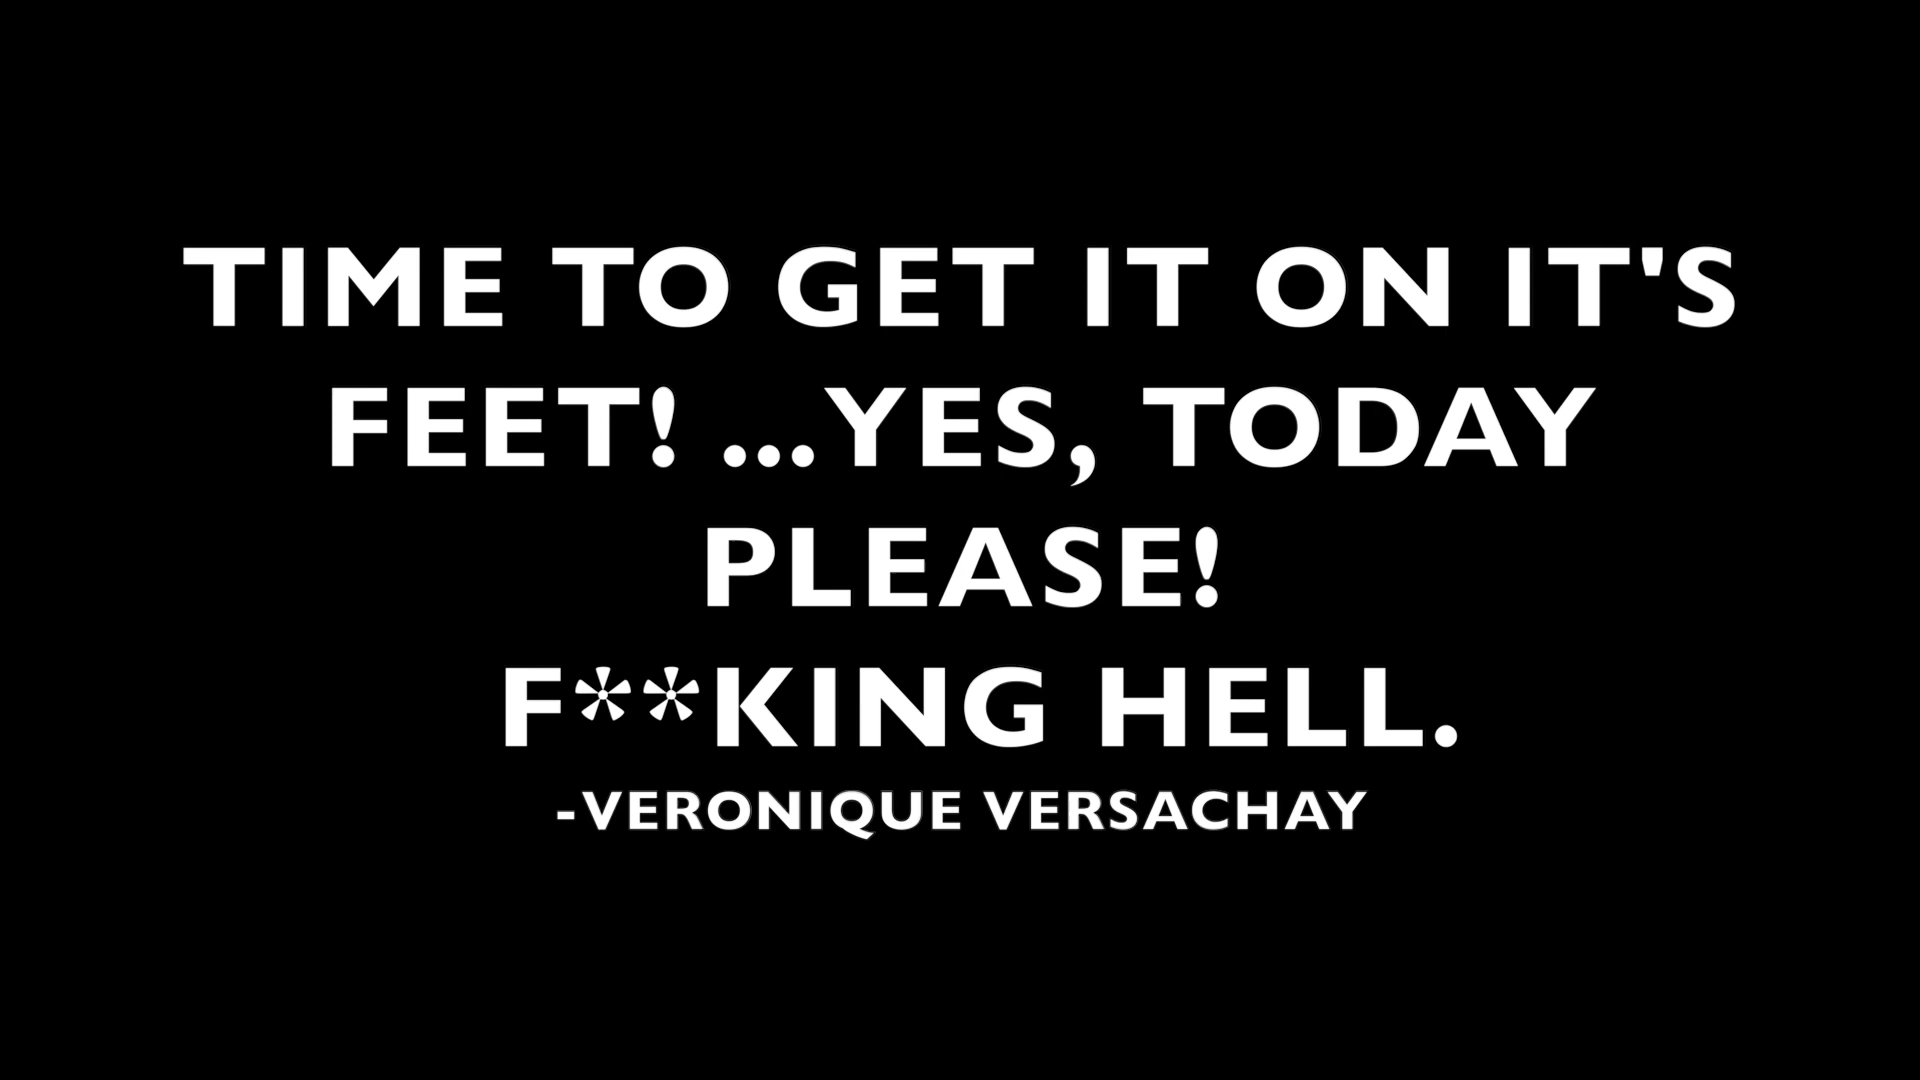 TIME TO GET IT ON IT'S
FEET! ...YES, TODAY
PLEASE!
F**KING HELL.
-VERONIQUE VERSACHAY